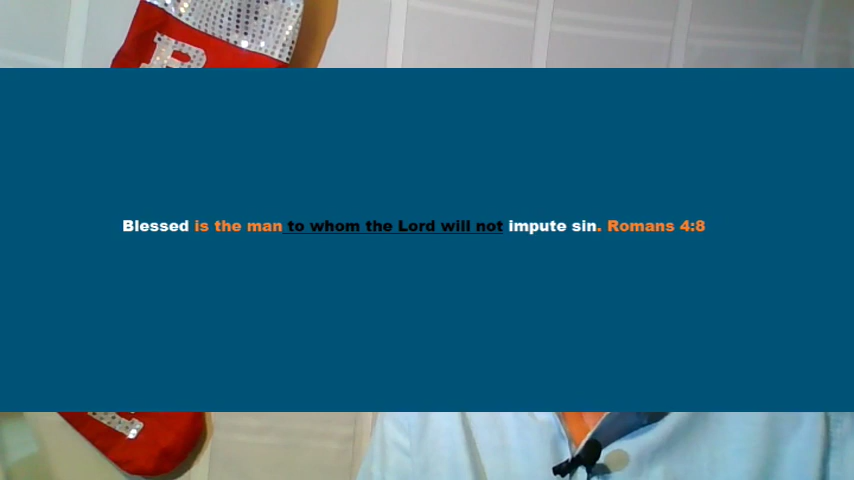 Blessed is the man to whom the Lord will not impute sin. Romans 4:8